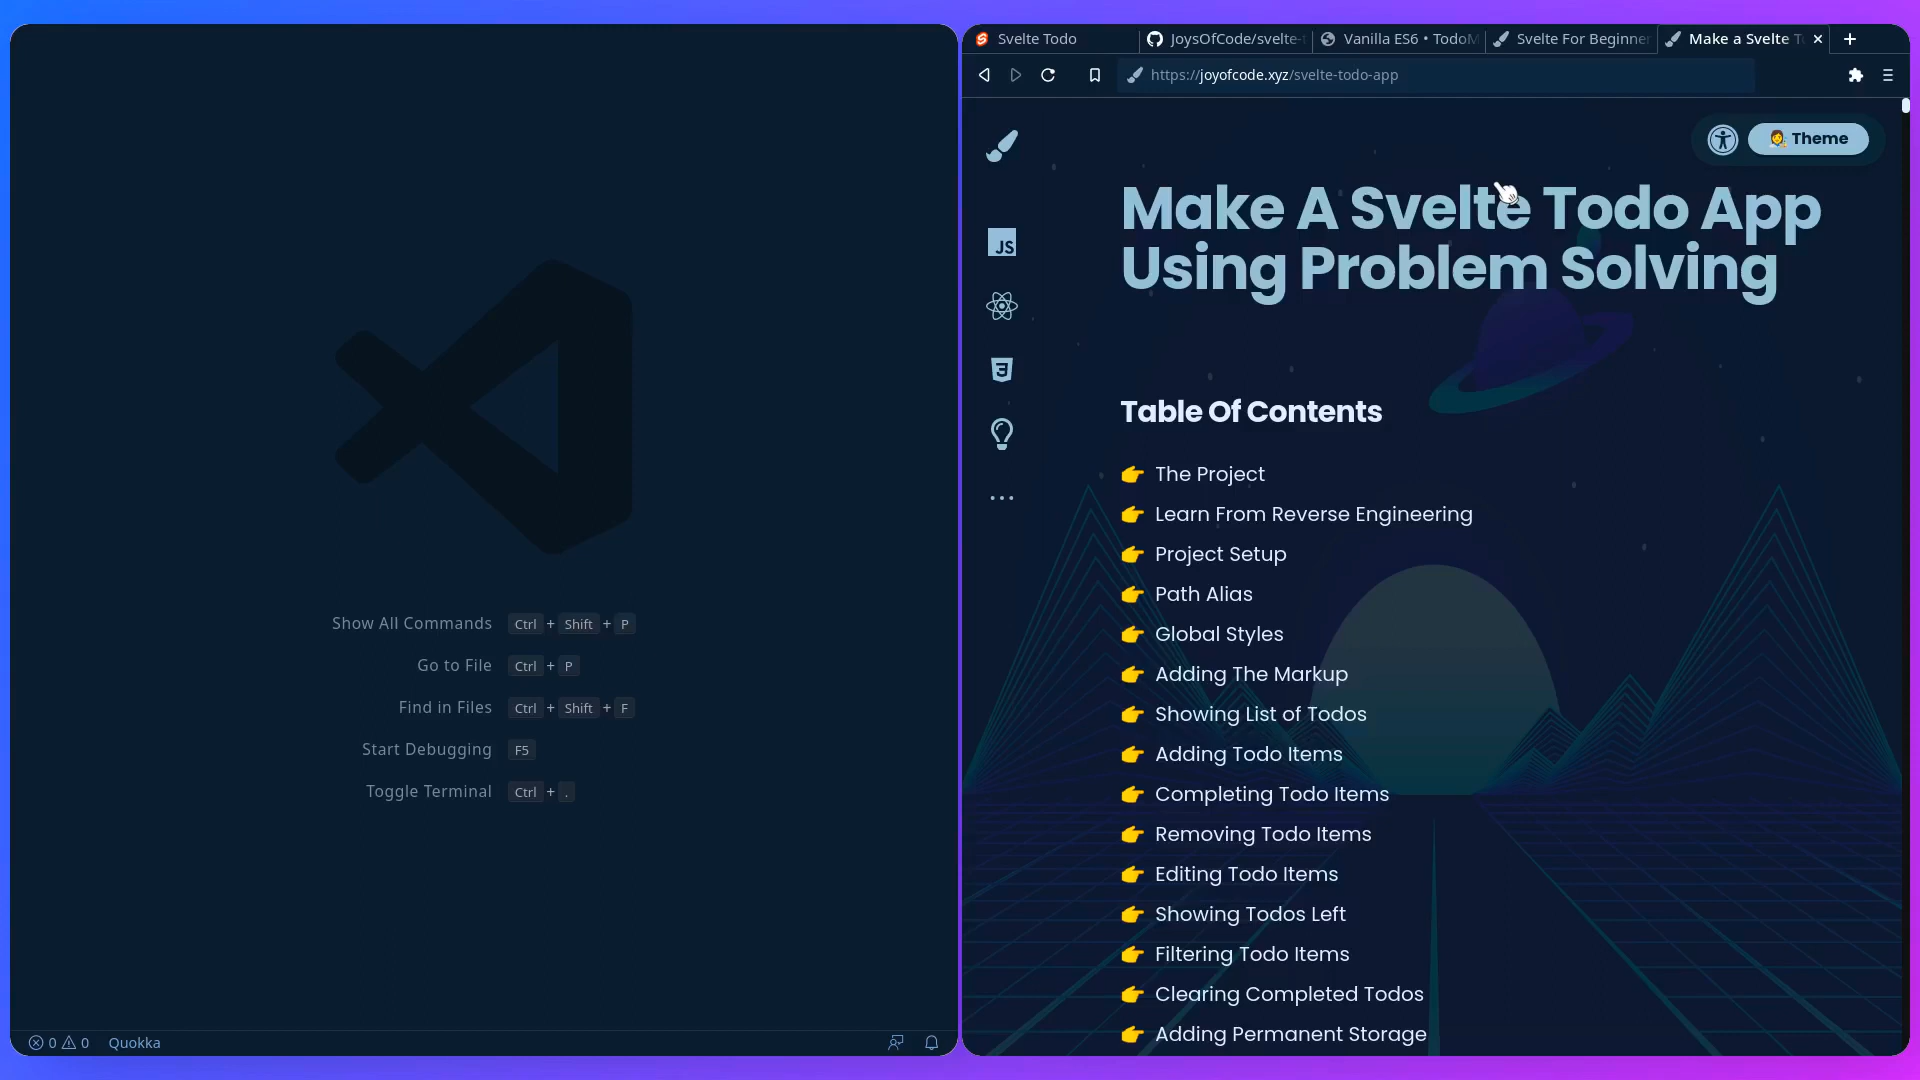 Show All Commands Ctrl + Shift + P
Go to File Ctrl + P
Find in Files Ctrl + Shift + F
Start Debugging F5
Toggle Terminal Ctrl + .
0 0 Quokka
Svelte Todo
JoysOfCode/svelte-
Vanilla ES6 • TodoM
Svelte For Beginner
Make a Svelte T
https://joyofcode.xyz/svelte-todo-app
Theme
JS
3
Make A Svelte Todo App
Using Problem Solving
Table Of Contents
The Project
Learn From Reverse Engineering
Project Setup
Path Alias
Global Styles
Adding The Markup
Showing List of Todos
Adding Todo Items
Completing Todo Items
Removing Todo Items
Editing Todo Items
Showing Todos Left
Filtering Todo Items
Clearing Completed Todos
Adding Permanent Storage